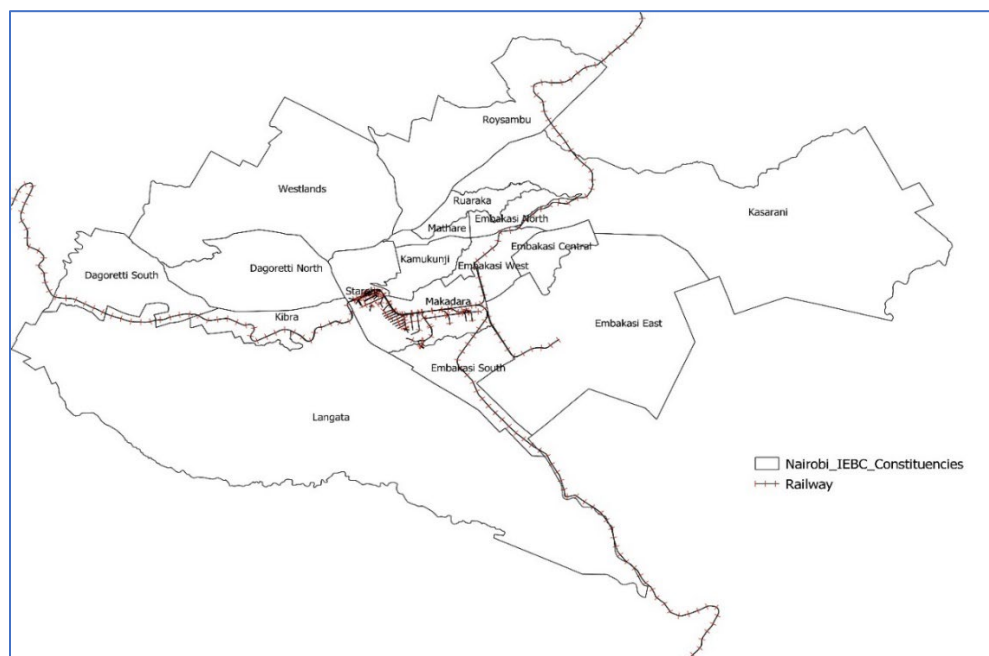 Roysambu
Westlands
Ruaraka
Kasarani
Embakasi North
Mathare
Embakasi Central
Kamukunji
Embakasi West
Dagoretti North
Dagoretti South
Makadara
Kibra
Embakasi East
Embakasi South
Langata
Nairobi_IEBC_Constituencies
Railway